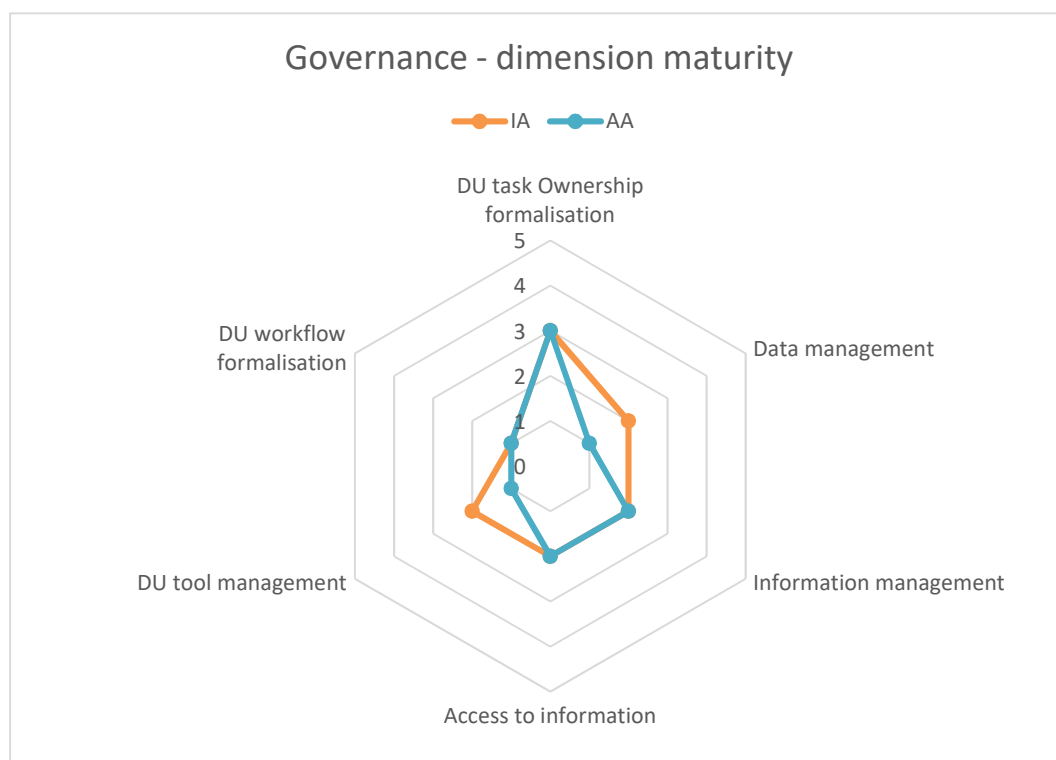 Governance - dimension maturity
IA AA
DU task Ownership
formalisation
5
4
3
2
1
0
Data management
Information management
Access to information
DU tool management
DU workflow
formalisation